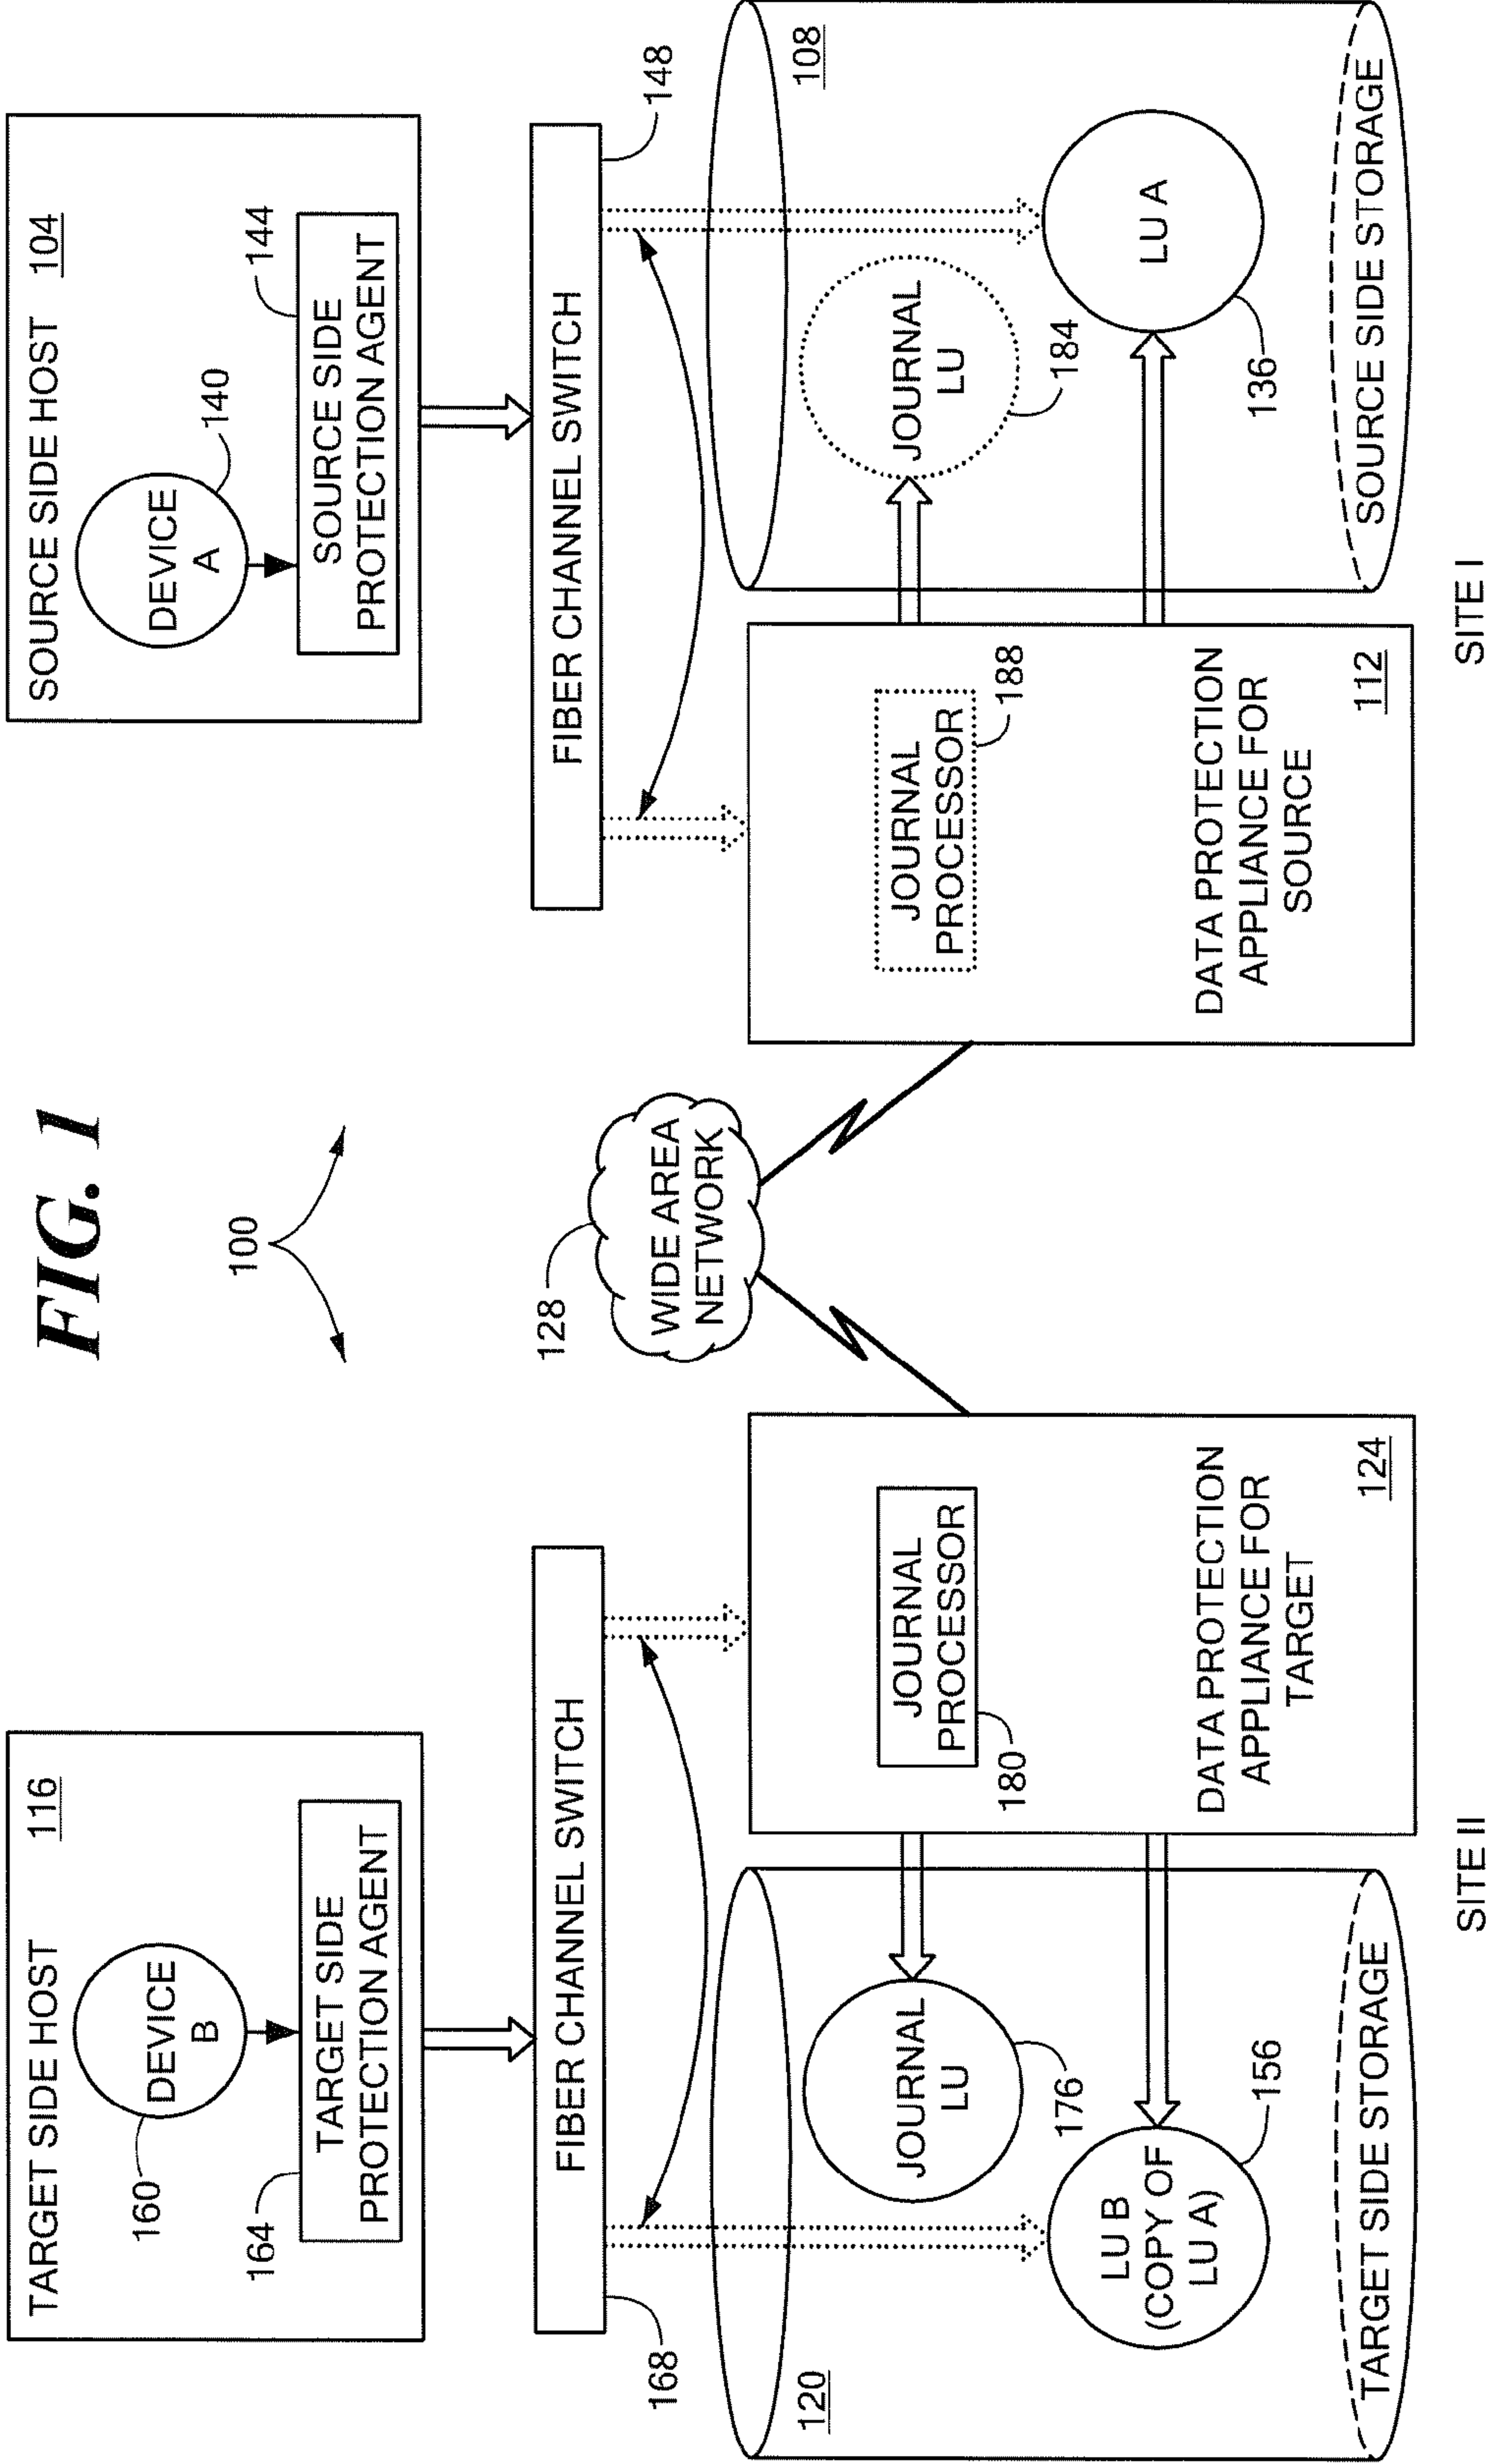 FIG. 1
100
TARGET SIDE HOST
116
160
DEVICE
B
164
TARGET SIDE
PROTECTION AGENT
FIBER CHANNEL SWITCH
168
120
JOURNAL
LU
176
LU B
(COPY OF
LU A)
156
TARGET SIDE STORAGE
JOURNAL
PROCESSOR
180
DATA PROTECTION
APPLIANCE FOR
TARGET
124
SITE II
128
WIDE AREA
NETWORK
SOURCE SIDE HOST
104
DEVICE
A
140
144
SOURCE SIDE
PROTECTION AGENT
FIBER CHANNEL SWITCH
148
JOURNAL
PROCESSOR
188
DATA PROTECTION
APPLIANCE FOR
SOURCE
112
108
JOURNAL
LU
184
LU A
136
SOURCE SIDE STORAGE
SITE I